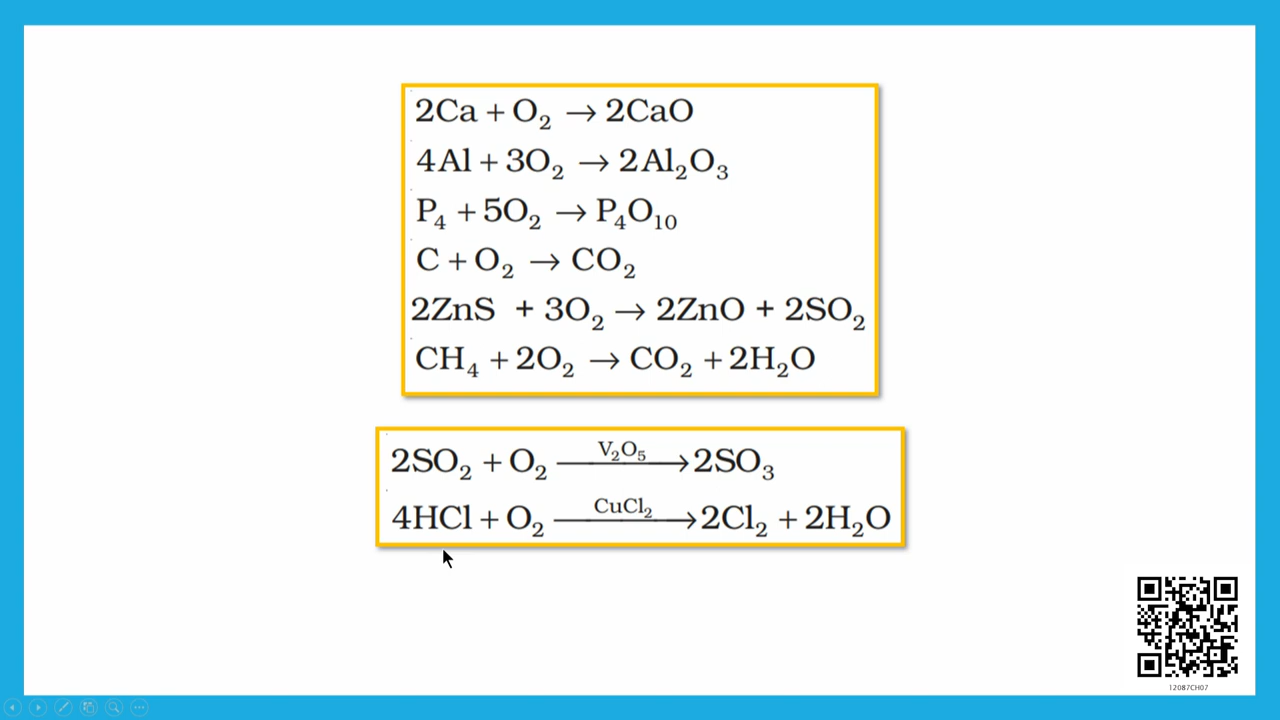 2Ca + O₂ → 2CaO
4Al + 3O₂ → 2Al₂O₃
P₄ + 5O₂ → P₄O₁₀
C + O₂ → CO₂
2ZnS + 3O₂ → 2ZnO + 2SO₂
CH₄ + 2O₂ → CO₂ + 2H₂O
V₂O₅
2SO₂ + O₂ ⟶ 2SO₃
CuCl₂
4HCl + O₂ ⟶ 2Cl₂ + 2H₂O
12087CH07